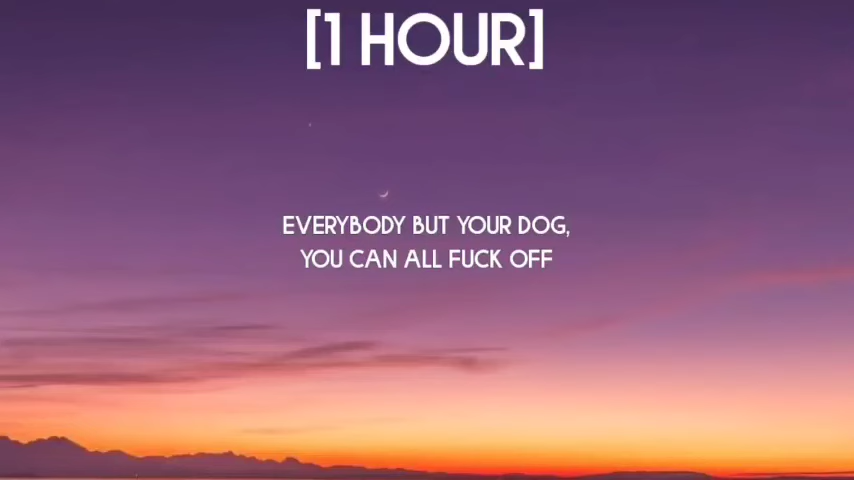 [1 HOUR]
EVERYBODY BUT YOUR DOG,
YOU CAN ALL FUCK OFF